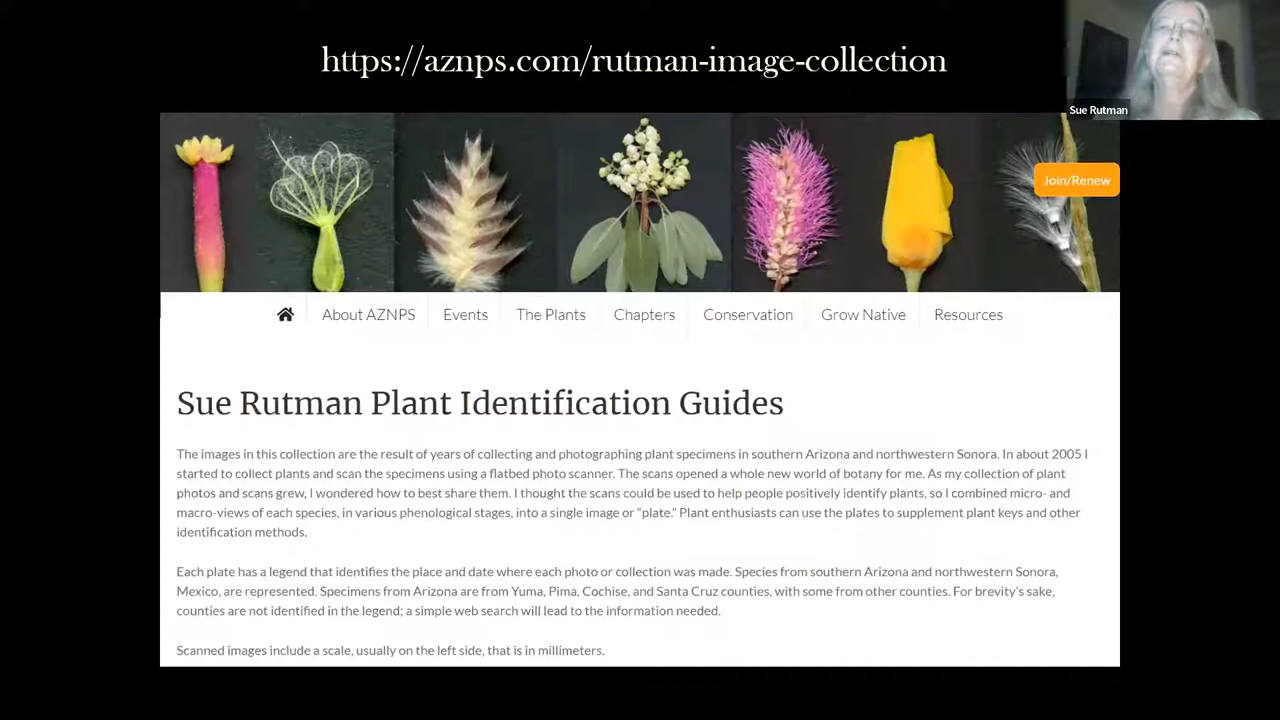 https://aznps.com/rutman-image-collection
Sue Rutman
Join/Renew
About AZNPS Events The Plants Chapters Conservation Grow Native Resources
Sue Rutman Plant Identification Guides
The images in this collection are the result of years of collecting and photographing plant specimens in southern Arizona and northwestern Sonora. In about 2005 I
started to collect plants and scan the specimens using a flatbed photo scanner. The scans opened a whole new world of botany for me. As my collection of plant
photos and scans grew, I wondered how to best share them. I thought the scans could be used to help people positively identify plants, so I combined micro- and
macro-views of each species, in various phenological stages, into a single image or “plate.” Plant enthusiasts can use the plates to supplement plant keys and other
identification methods.
Each plate has a legend that identifies the place and date where each photo or collection was made. Species from southern Arizona and northwestern Sonora,
Mexico, are represented. Specimens from Arizona are from Yuma, Pima, Cochise, and Santa Cruz counties, with some from other counties. For brevity’s sake,
counties are not identified in the legend; a simple web search will lead to the information needed.
Scanned images include a scale, usually on the left side, that is in millimeters.